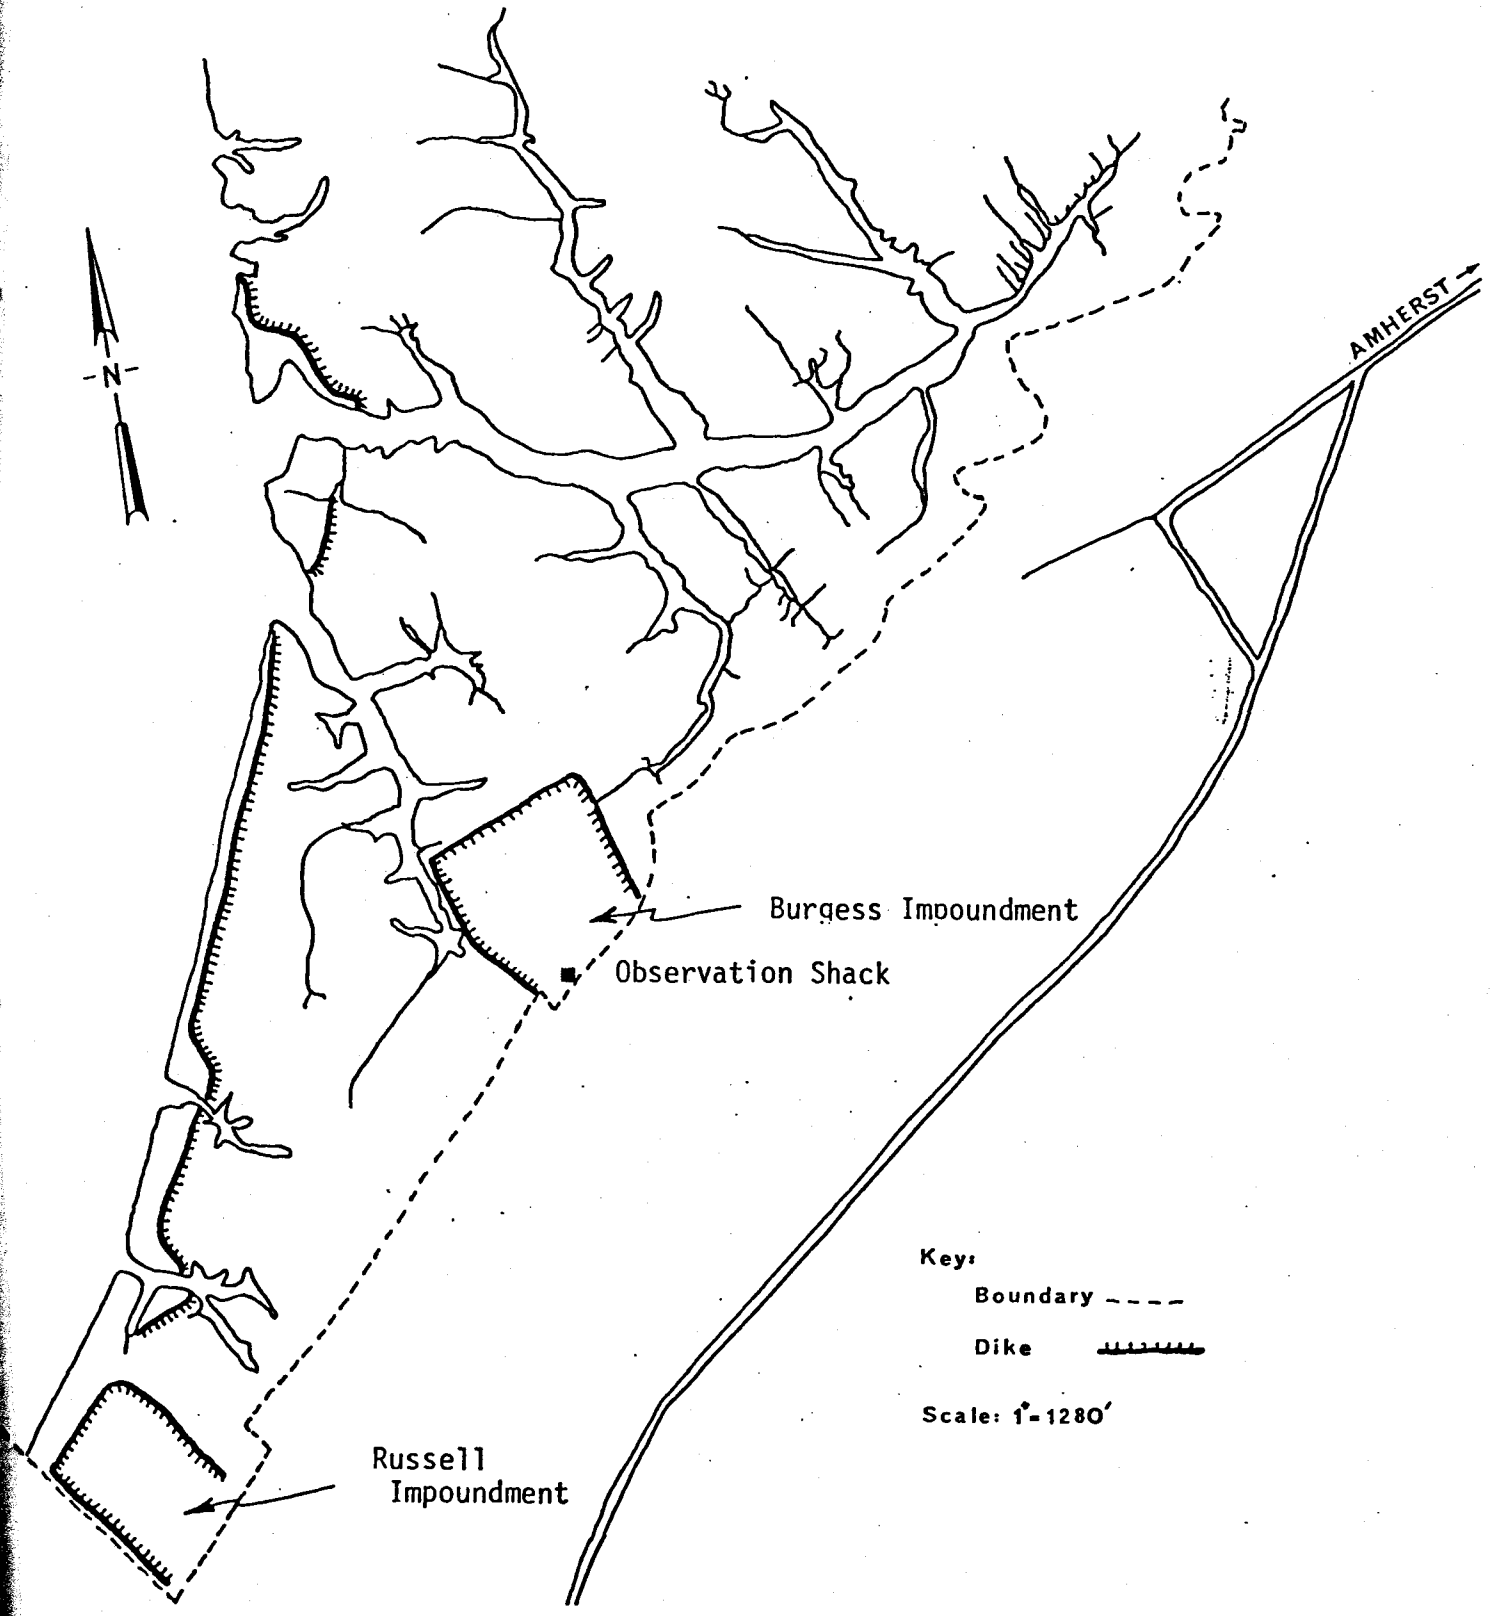 AMHERST
-N-
Burgess Impoundment
Observation Shack
Key:
Boundary
Dike
Scale: 1"=1280'
Russell
Impoundment